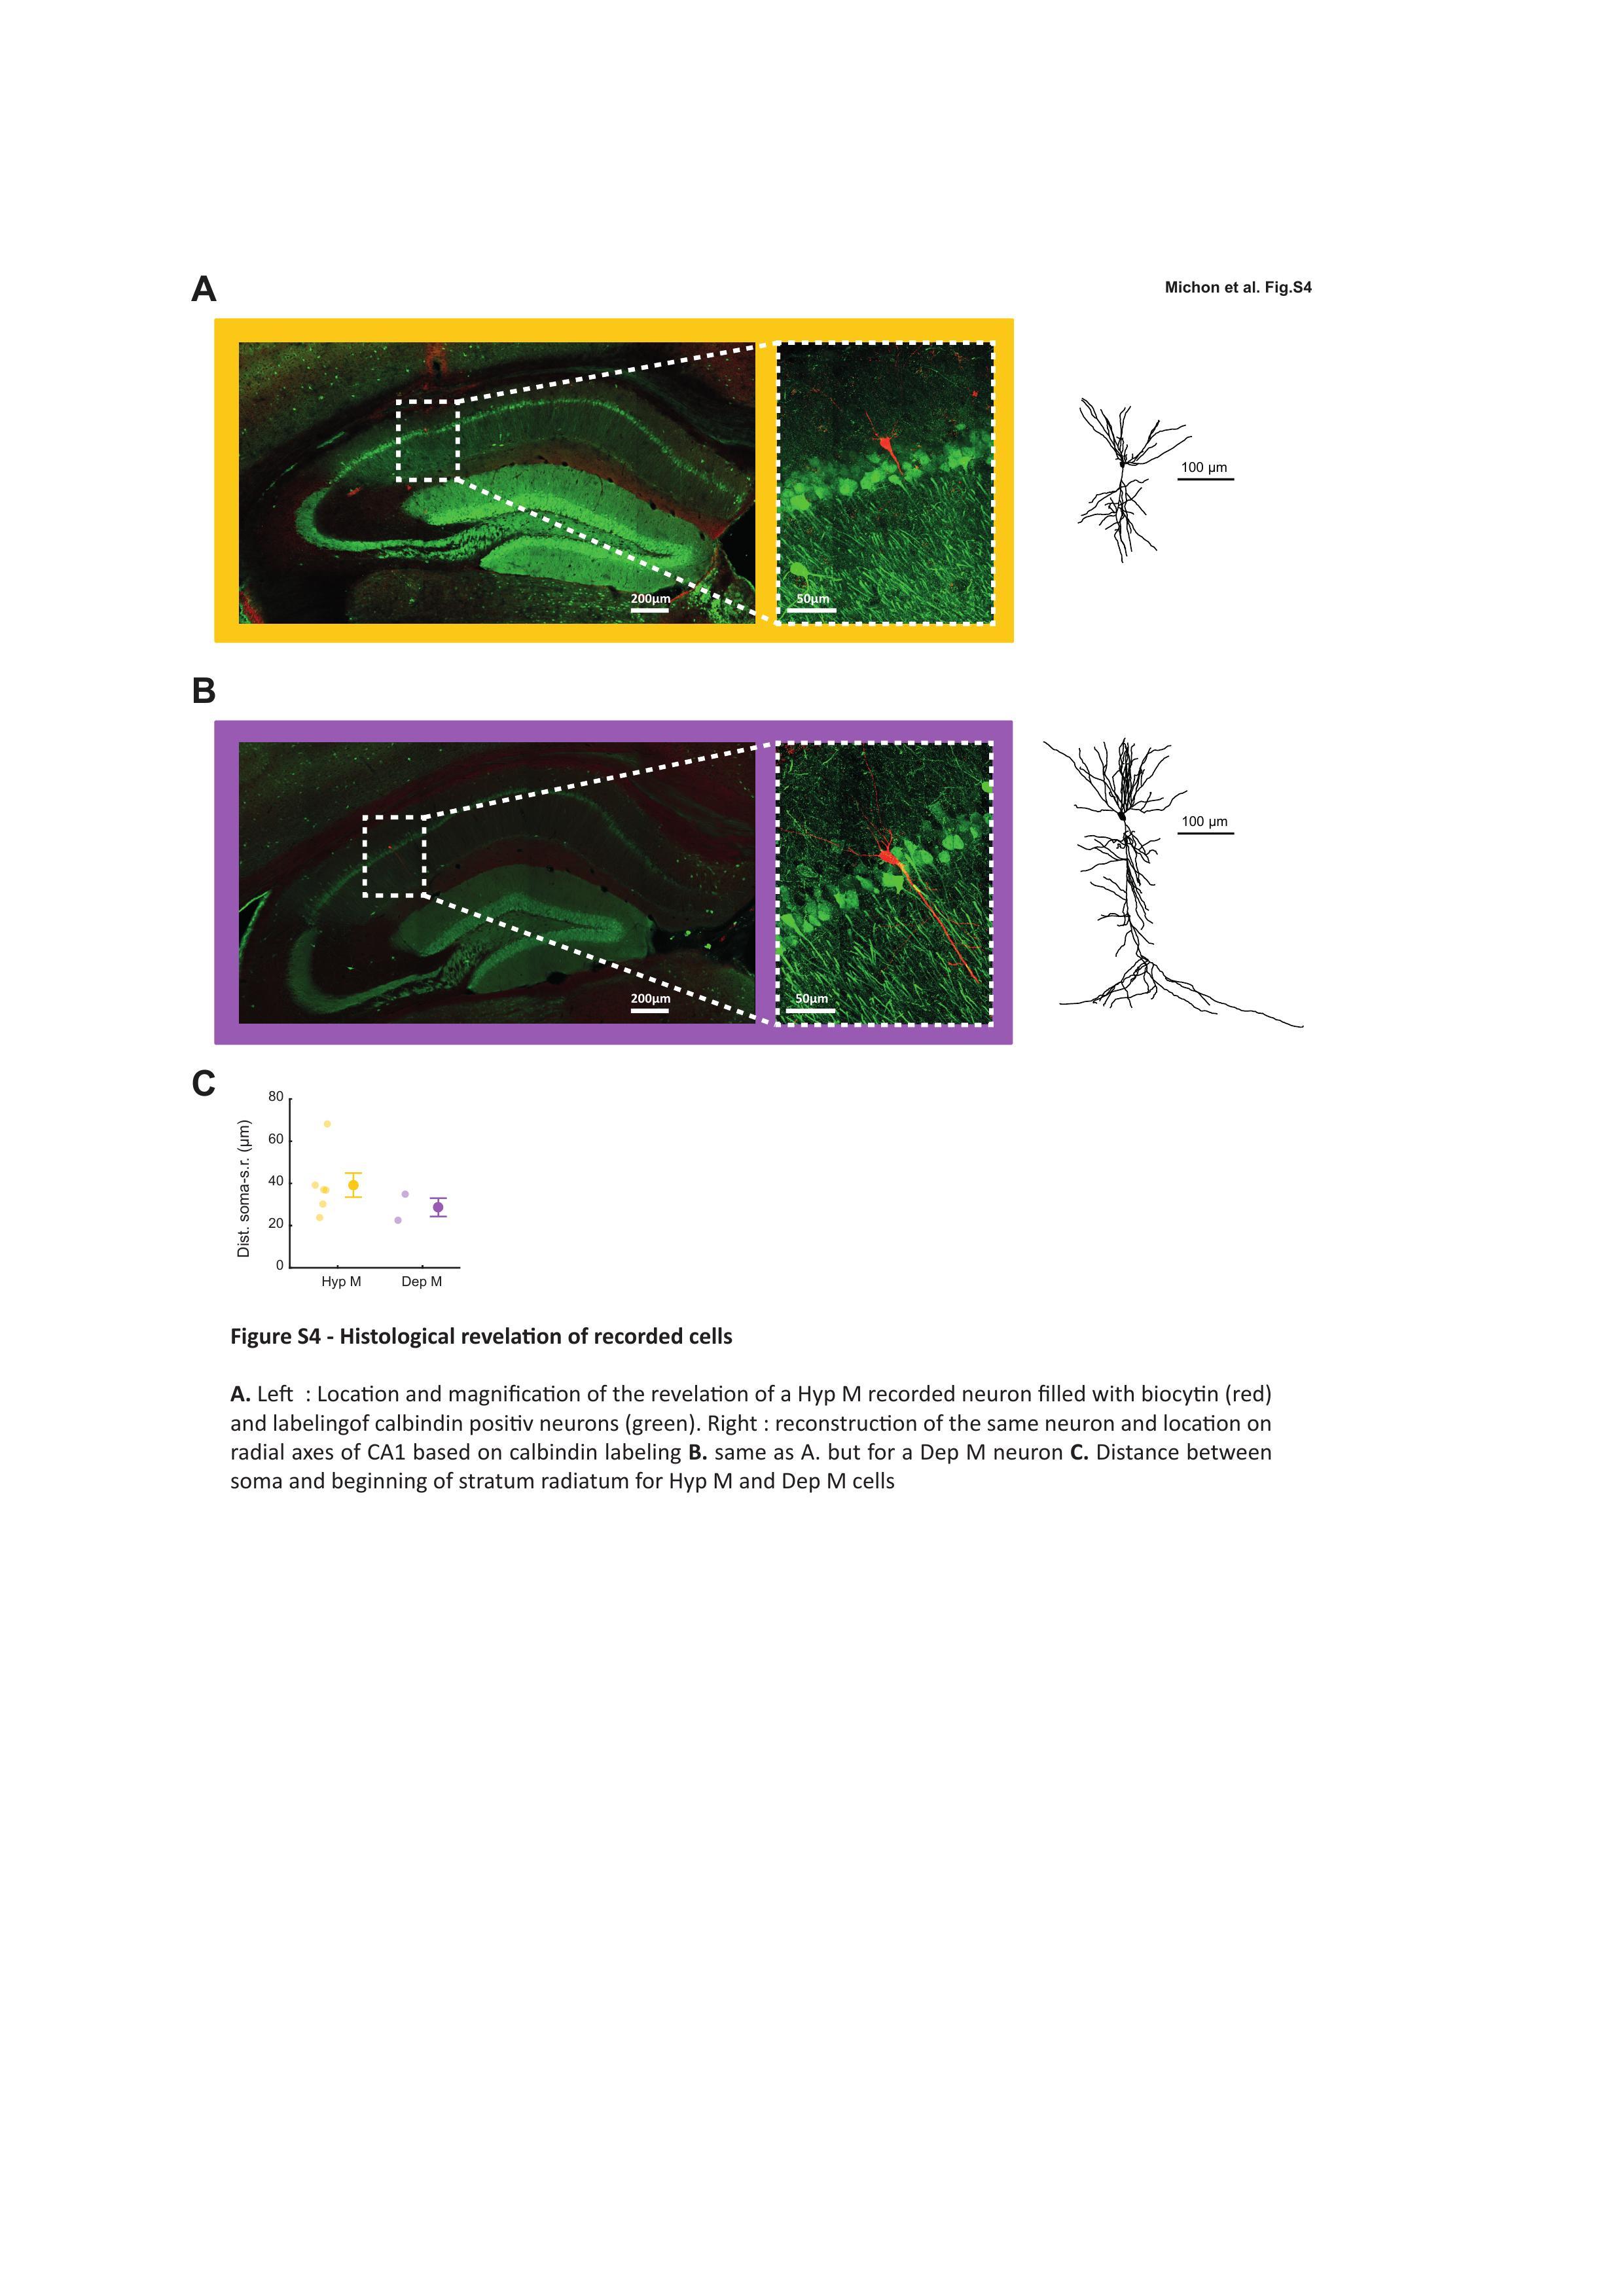 A
Michon et al. Fig.S4
200µm
50µm
100 µm
B
200µm
50µm
100 µm
C
80
60
40
20
0
Dist. soma-s.r. (µm)
Hyp M
Dep M
Figure S4 - Histological revelation of recorded cells
A. Left : Location and magnification of the revelation of a Hyp M recorded neuron filled with biocytin (red)
and labelingof calbindin positiv neurons (green). Right : reconstruction of the same neuron and location on
radial axes of CA1 based on calbindin labeling B. same as A. but for a Dep M neuron C. Distance between
soma and beginning of stratum radiatum for Hyp M and Dep M cells